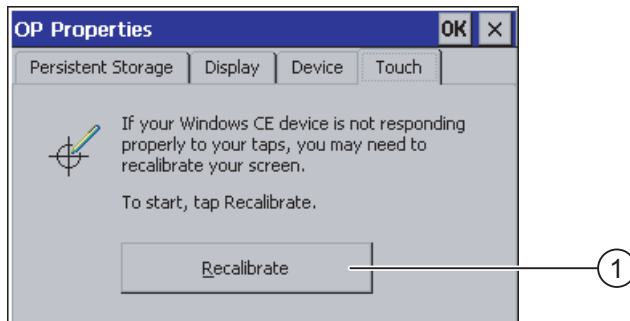 OP Properties OK ×
Persistent Storage Display Device Touch
If your Windows CE device is not responding
properly to your taps, you may need to
recalibrate your screen.
To start, tap Recalibrate.
Recalibrate 1